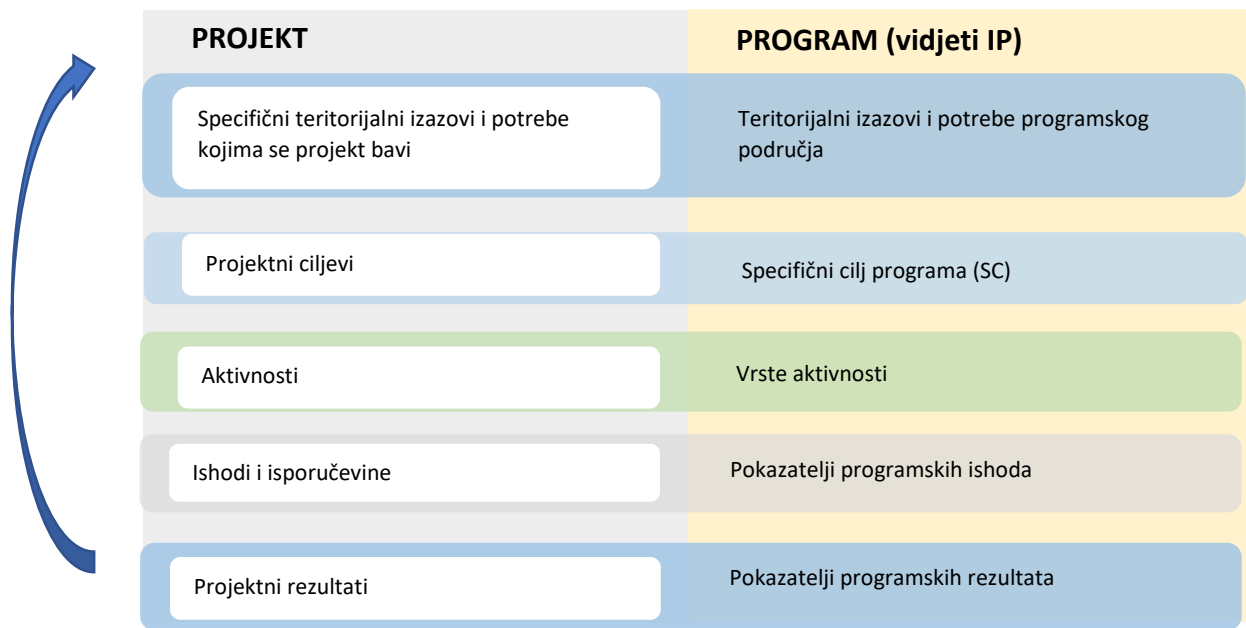 PROJEKT
PROGRAM (vidjeti IP)
Specifični teritorijalni izazovi i potrebe
kojima se projekt bavi
Teritorijalni izazovi i potrebe programskog
područja
Projektni ciljevi
Specifični cilj programa (SC)
Aktivnosti
Vrste aktivnosti
Ishodi i isporučevine
Pokazatelji programskih ishoda
Projektni rezultati
Pokazatelji programskih rezultata